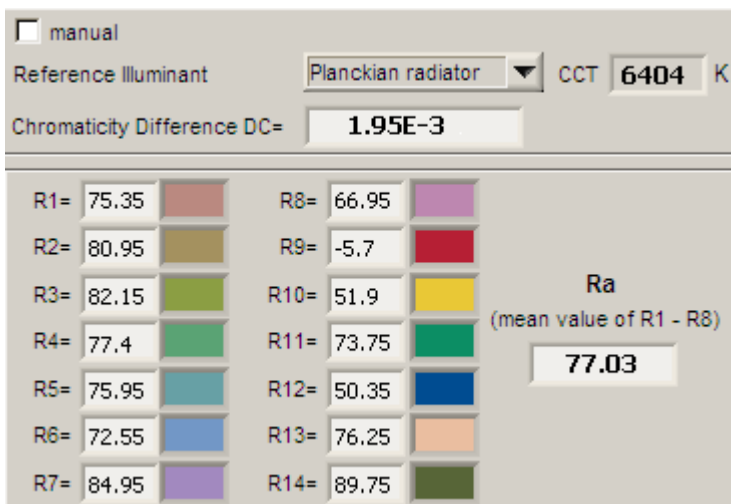 manual
Reference Illuminant Planckian radiator CCT 6404 K
Chromaticity Difference DC= 1.95E-3
R1= 75.35 R8= 66.95
R2= 80.95 R9= -5.7
R3= 82.15 R10= 51.9
R4= 77.4 R11= 73.75
R5= 75.95 R12= 50.35
R6= 72.55 R13= 76.25
R7= 84.95 R14= 89.75
Ra
(mean value of R1 - R8)
77.03